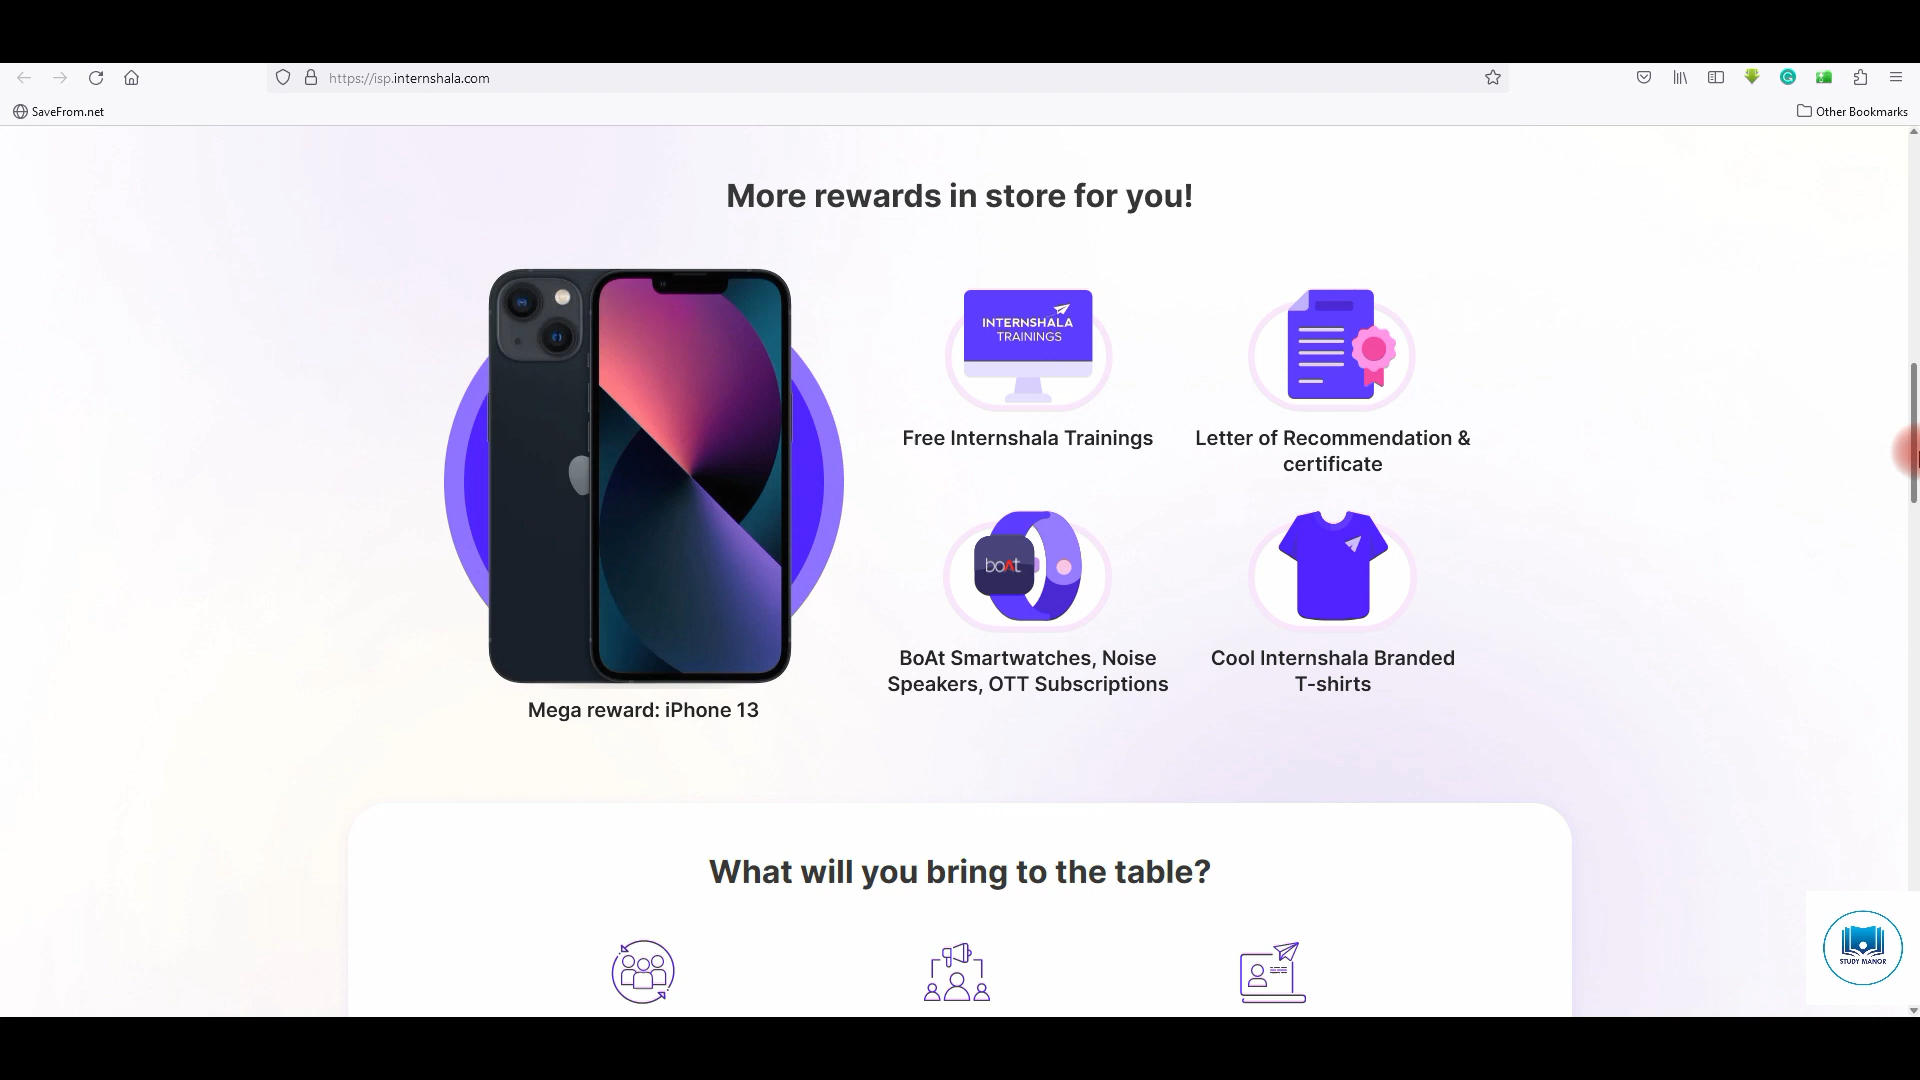 https://isp.internshala.com
SaveFrom.net
Other Bookmarks
More rewards in store for you!
INTERNSHALA
TRAININGS
Free Internshala Trainings
Letter of Recommendation &
certificate
boAt
BoAt Smartwatches, Noise
Speakers, OTT Subscriptions
Cool Internshala Branded
T-shirts
Mega reward: iPhone 13
What will you bring to the table?
STUDY MANOR